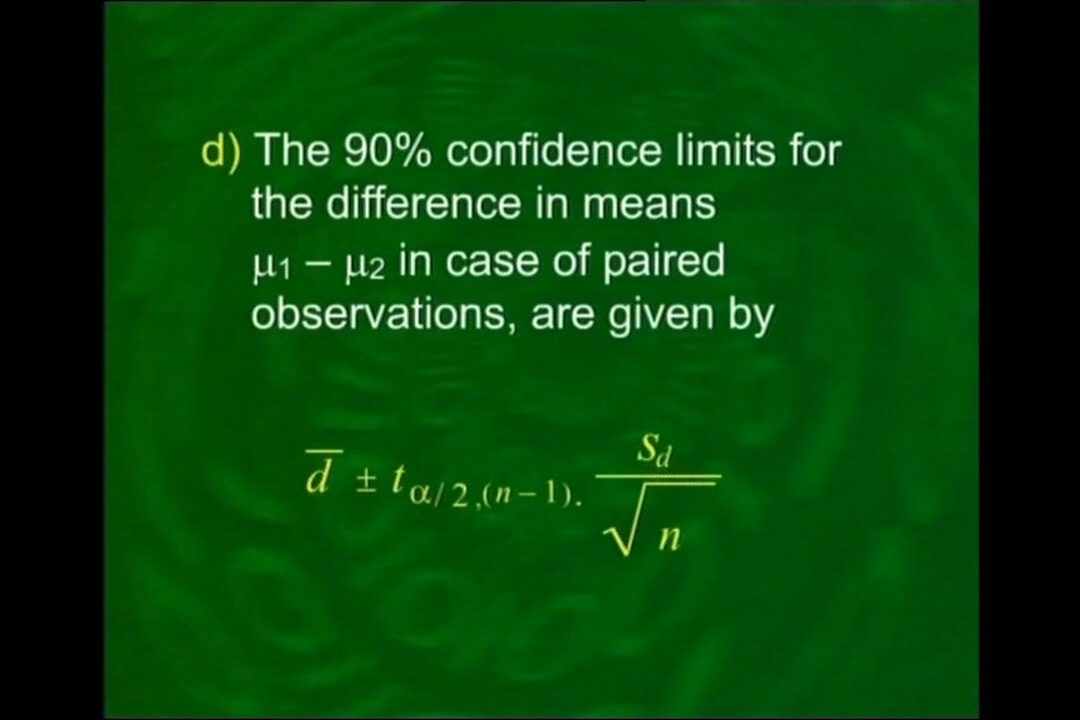 d) The 90% confidence limits for
the difference in means
μ1 – μ2 in case of paired
observations, are given by
d̅ ± tα/2,(n–1). Sd/√n